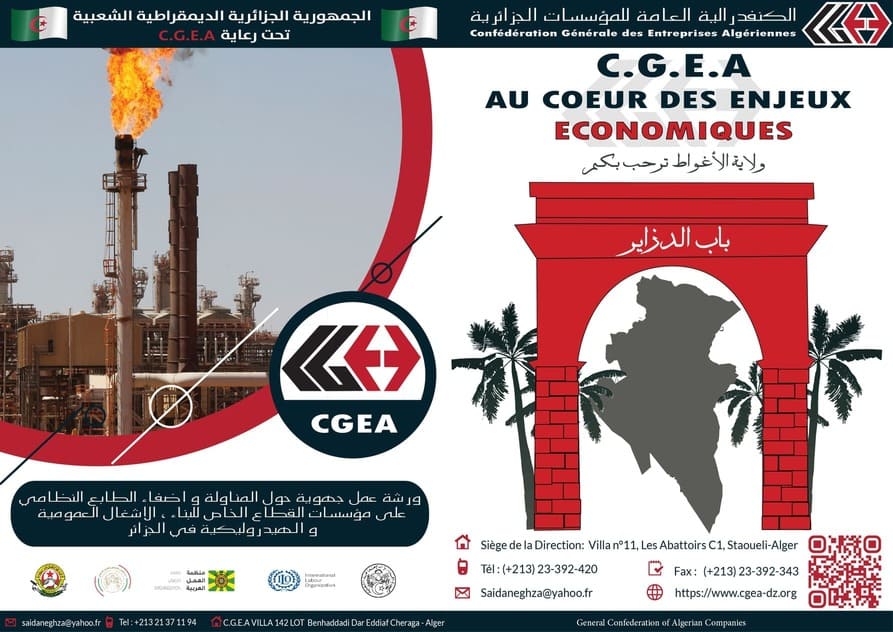 الجمهورية الجزائرية الديمقراطية الشعبية
تحت رعاية C.G.E.A
CGEA
ورشة عمل جهوية حول المناولة و اضفاء الطابع النظامي
على مؤسسات القطاع الخاص للبناء ، الاشغال العمومية
و الهيدروليكية في الجزائر
منظمة
العمل
العربية
International
Labour
Organization
saidaneghza@yahoo.fr
Tel : +213 21 37 11 94
C.G.E.A VILLA 142 LOT Benhaddadi Dar Eddiaf Cheraga - Alger
الكنفدرالية العامة للمؤسسات الجزائرية
Confédération Générale des Entreprises Algériennes
C.G.E.A
AU COEUR DES ENJEUX
ECONOMIQUES
ولاية الأغواط ترحب بكم
باب الدزاير
Siège de la Direction: Villa n°11, Les Abattoirs C1, Staoueli-Alger
Tél : (+213) 23-392-420
Fax : (+213) 23-392-343
Saidaneghza@yahoo.fr
https://www.cgea-dz.org
General Confederation of Algerian Companies